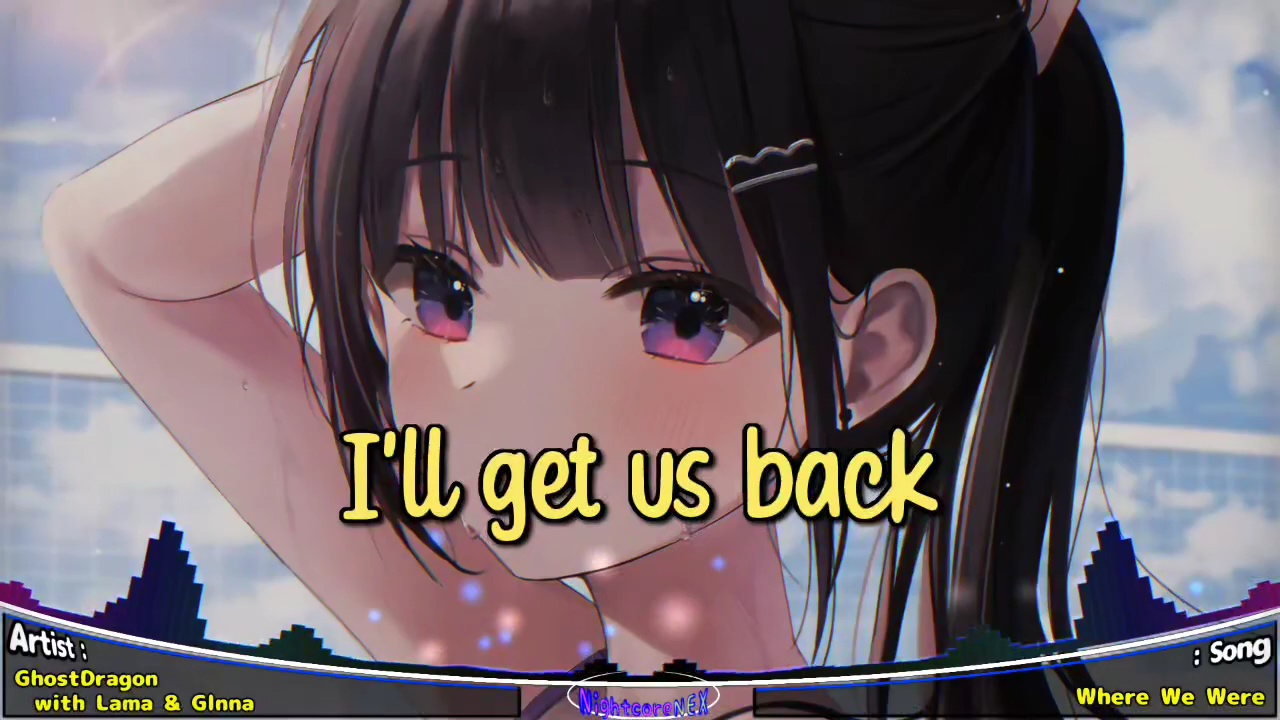 I'll get us back
Artist :
GhostDragon
with Lama & GInna
NightcoreNEX
: Song
Where We Were